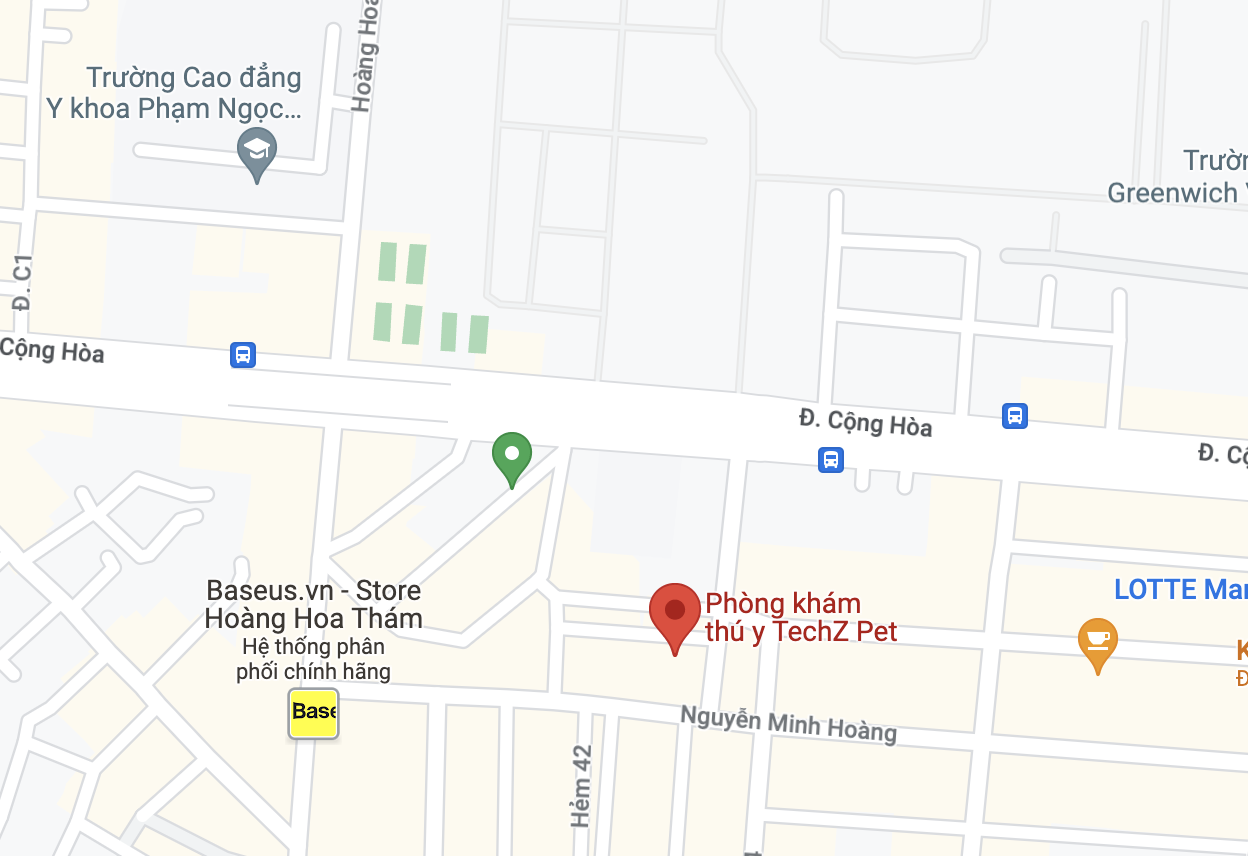 Hoàng Hoa
Trường Cao đẳng
Y khoa Phạm Ngọc...
Greenwich V
Đ. C1
Cộng Hòa
Đ. Cộng Hòa
Đ. Cộ
Baseus.vn - Store
Hoàng Hoa Thám
Hệ thống phân
phối chính hãng
Base
Phòng khám
thú y TechZ Pet
LOTTE Mar
K
Đ
Nguyễn Minh Hoàng
Hẻm 42